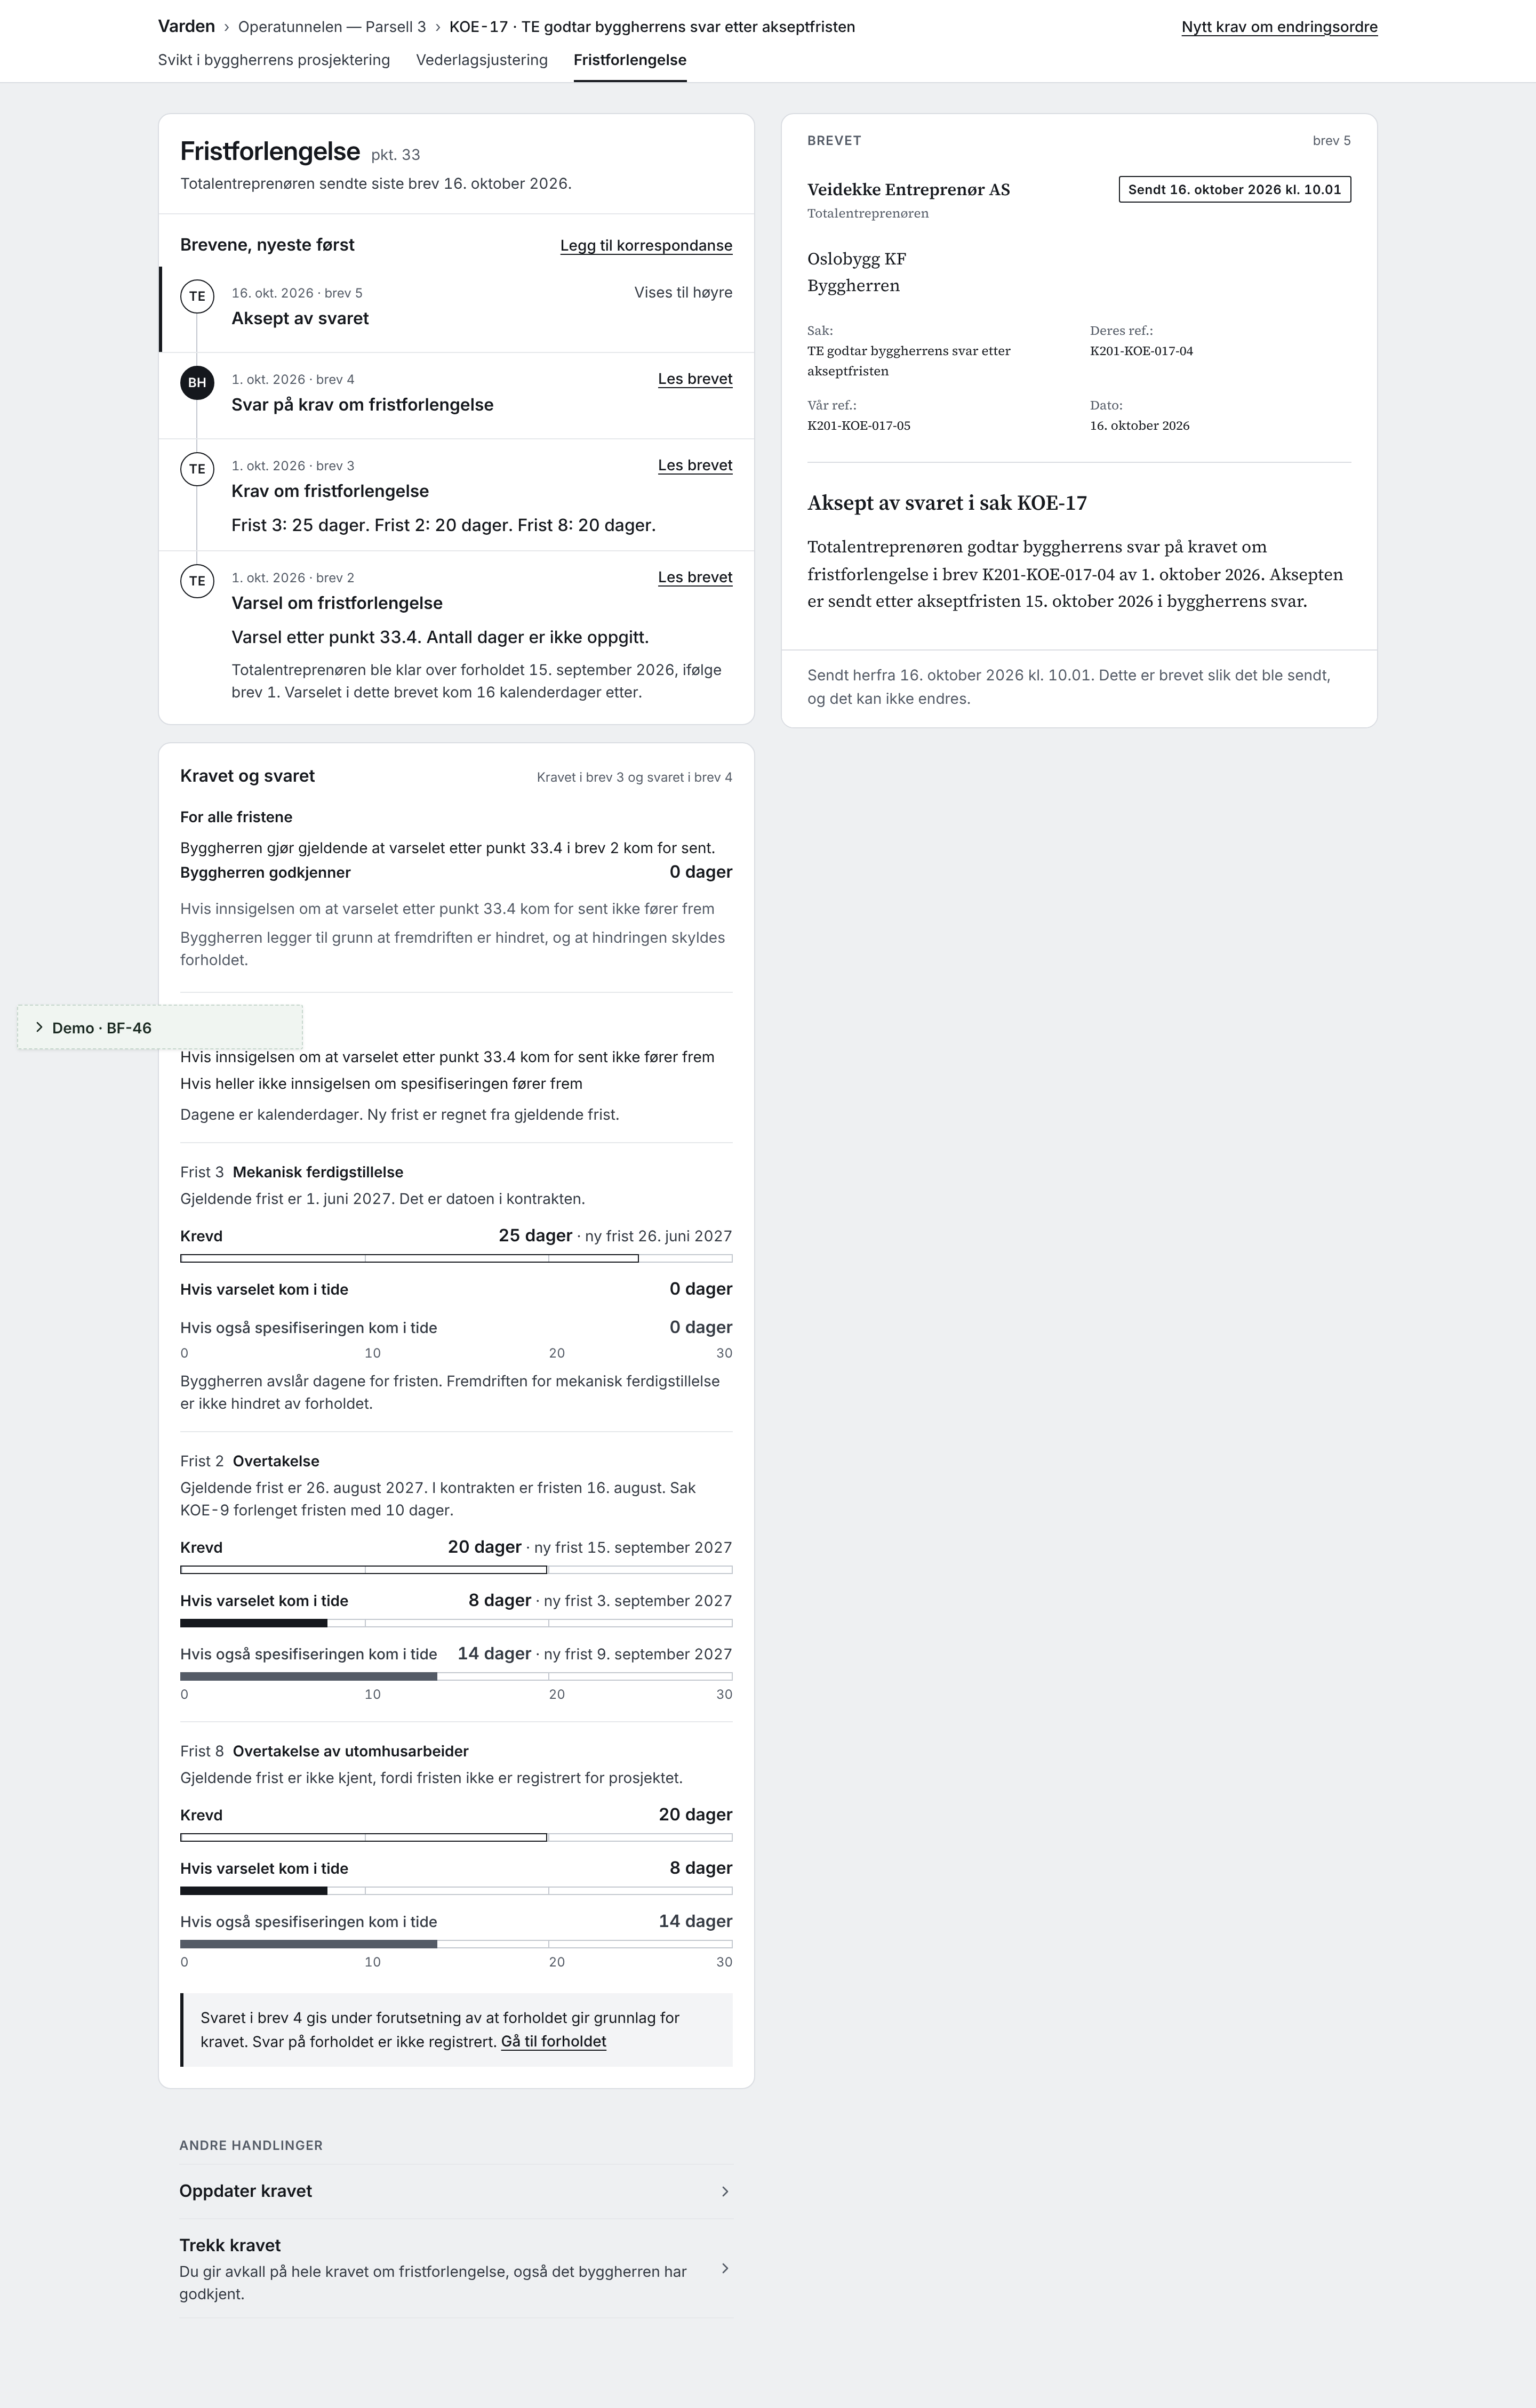 Varden › Operatunnelen — Parsell 3 › KOE-17 · TE godtar byggherrens svar etter akseptfristen
Nytt krav om endringsordre
Svikt i byggherrens prosjektering
Vederlagsjustering
Fristforlengelse
Fristforlengelse pkt. 33
Totalentreprenøren sendte siste brev 16. oktober 2026.
Brevene, nyeste først
Legg til korrespondanse
TE
16. okt. 2026 · brev 5
Vises til høyre
Aksept av svaret
BH
1. okt. 2026 · brev 4
Les brevet
Svar på krav om fristforlengelse
TE
1. okt. 2026 · brev 3
Les brevet
Krav om fristforlengelse
Frist 3: 25 dager. Frist 2: 20 dager. Frist 8: 20 dager.
TE
1. okt. 2026 · brev 2
Les brevet
Varsel om fristforlengelse
Varsel etter punkt 33.4. Antall dager er ikke oppgitt.
Totalentreprenøren ble klar over forholdet 15. september 2026, ifølge
brev 1. Varselet i dette brevet kom 16 kalenderdager etter.
BREVET
brev 5
Veidekke Entreprenør AS
Sendt 16. oktober 2026 kl. 10.01
Totalentreprenøren
Oslobygg KF
Byggherren
Sak:
TE godtar byggherrens svar etter
akseptfristen
Deres ref.:
K201-KOE-017-04
Vår ref.:
K201-KOE-017-05
Dato:
16. oktober 2026
Aksept av svaret i sak KOE-17
Totalentreprenøren godtar byggherrens svar på kravet om
fristforlengelse i brev K201-KOE-017-04 av 1. oktober 2026. Aksepten
er sendt etter akseptfristen 15. oktober 2026 i byggherrens svar.
Sendt herfra 16. oktober 2026 kl. 10.01. Dette er brevet slik det ble sendt,
og det kan ikke endres.
Kravet og svaret
Kravet i brev 3 og svaret i brev 4
For alle fristene
Byggherren gjør gjeldende at varselet etter punkt 33.4 i brev 2 kom for sent.
Byggherren godkjenner
0 dager
Hvis innsigelsen om at varselet etter punkt 33.4 kom for sent ikke fører frem
Byggherren legger til grunn at fremdriften er hindret, og at hindringen skyldes
forholdet.
Demo · BF-46
Hvis innsigelsen om at varselet etter punkt 33.4 kom for sent ikke fører frem
Hvis heller ikke innsigelsen om spesifiseringen fører frem
Dagene er kalenderdager. Ny frist er regnet fra gjeldende frist.
Frist 3 Mekanisk ferdigstillelse
Gjeldende frist er 1. juni 2027. Det er datoen i kontrakten.
Krevd
25 dager · ny frist 26. juni 2027
Hvis varselet kom i tide
0 dager
Hvis også spesifiseringen kom i tide
0 dager
0 10 20 30
Byggherren avslår dagene for fristen. Fremdriften for mekanisk ferdigstillelse
er ikke hindret av forholdet.
Frist 2 Overtakelse
Gjeldende frist er 26. august 2027. I kontrakten er fristen 16. august. Sak
KOE-9 forlenget fristen med 10 dager.
Krevd
20 dager · ny frist 15. september 2027
Hvis varselet kom i tide
8 dager · ny frist 3. september 2027
Hvis også spesifiseringen kom i tide
14 dager · ny frist 9. september 2027
0 10 20 30
Frist 8 Overtakelse av utomhusarbeider
Gjeldende frist er ikke kjent, fordi fristen ikke er registrert for prosjektet.
Krevd
20 dager
Hvis varselet kom i tide
8 dager
Hvis også spesifiseringen kom i tide
14 dager
0 10 20 30
Svaret i brev 4 gis under forutsetning av at forholdet gir grunnlag for
kravet. Svar på forholdet er ikke registrert. Gå til forholdet
ANDRE HANDLINGER
Oppdater kravet
Trekk kravet
Du gir avkall på hele kravet om fristforlengelse, også det byggherren har
godkjent.